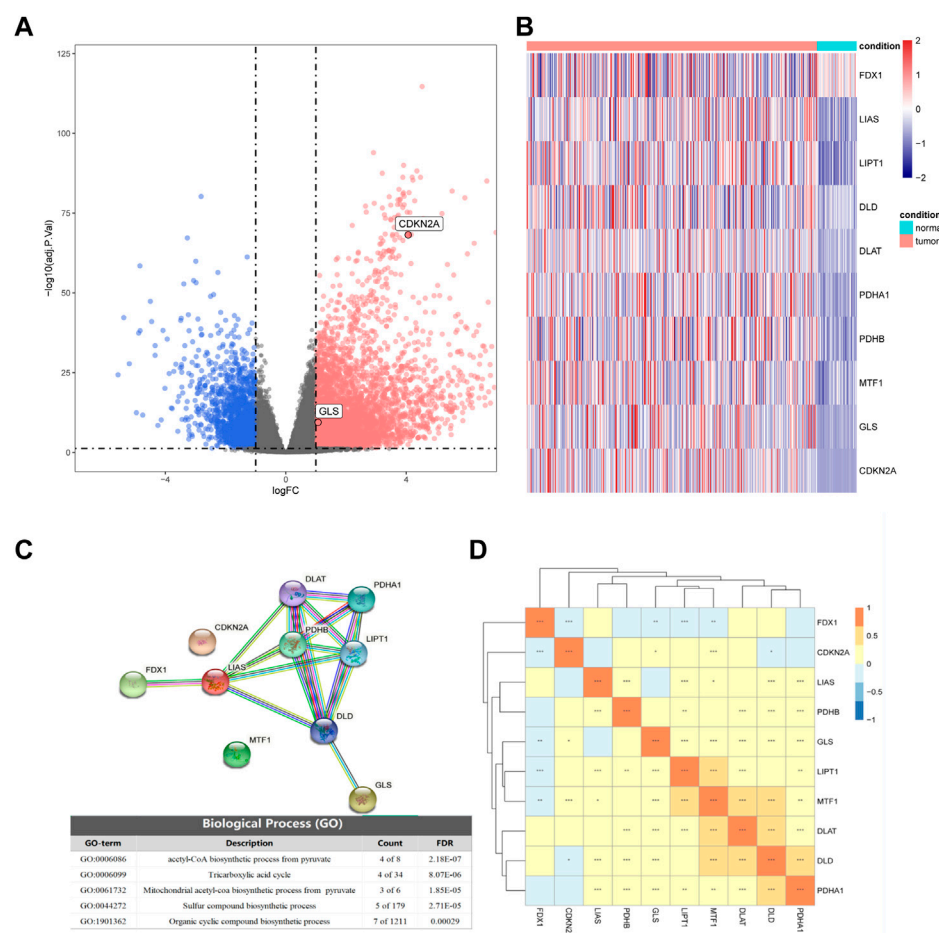 A
125
100
75
50
25
0
−log10(adj.P.Val)
CDKN2A
GLS
−4
0
4
logFC
B
condition
FDX1
LIAS
LIPT1
DLD
DLAT
PDHA1
PDHB
MTF1
GLS
CDKN2A
2
1
0
−1
−2
condition
norma
tumor
C
DLAT
PDHA1
CDKN2A
PDHB
LIPT1
FDX1
LIAS
DLD
MTF1
GLS
Biological Process (GO)
GO-term Description Count FDR
GO:0006086 acetyl-CoA biosynthetic process from pyruvate 4 of 8 2.18E-07
GO:0006099 Tricarboxylic acid cycle 4 of 34 8.07E-06
GO:0061732 Mitochondrial acetyl-coa biosynthetic process from pyruvate 3 of 6 1.85E-05
GO:0044272 Sulfur compound biosynthetic process 5 of 179 2.71E-05
GO:1901362 Organic cyclic compound biosynthetic process 7 of 1211 0.00029
D
FDX1
CDKN2A
LIAS
PDHB
GLS
LIPT1
MTF1
DLAT
DLD
PDHA1
FDX1
CDKN2
LIAS
PDHB
GLS
LIPT1
MTF1
DLAT
DLD
PDHA1
1
0.5
0
−0.5
−1